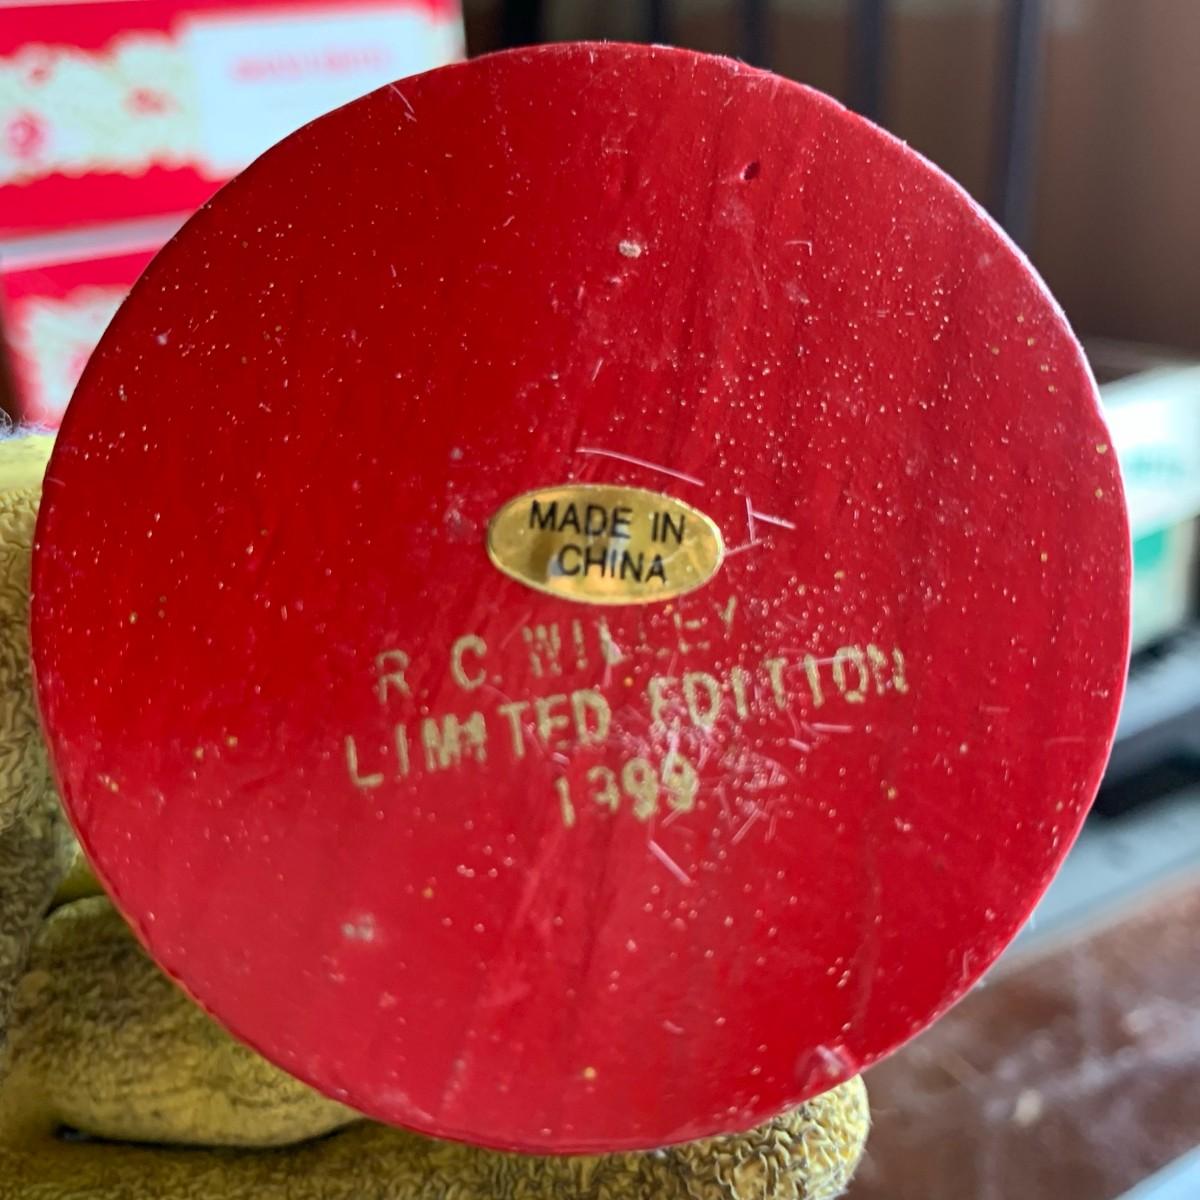 MADE IN
CHINA
R. C. WILLEY
LIMITED EDITION
1999